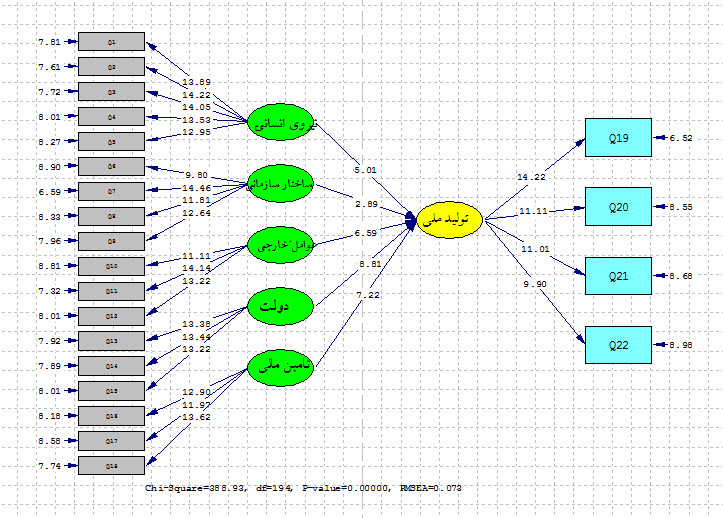 7.81 Q1
7.61 Q2
7.72 Q3
8.01 Q4
8.27 Q5
8.90 Q6
6.59 Q7
8.33 Q8
7.96 Q9
8.81 Q10
7.32 Q11
8.01 Q12
7.92 Q13
7.89 Q14
8.01 Q15
8.18 Q16
8.58 Q17
7.74 Q18
13.89
14.22
14.05
13.53
12.95
9.80
14.46
11.81
12.64
11.11
14.14
13.22
13.38
13.44
13.22
12.90
11.97
13.62
نیروی انسانی
ساختار سازمانی
عوامل خارجی
دولت
تامین مالی
5.01
2.89
6.59
8.81
7.22
تولید ملی
14.22
11.11
11.01
9.90
Q19 6.52
Q20 8.55
Q21 8.68
Q22 8.98
Chi-Square=388.93, df=194, P-value=0.00000, RMSEA=0.073